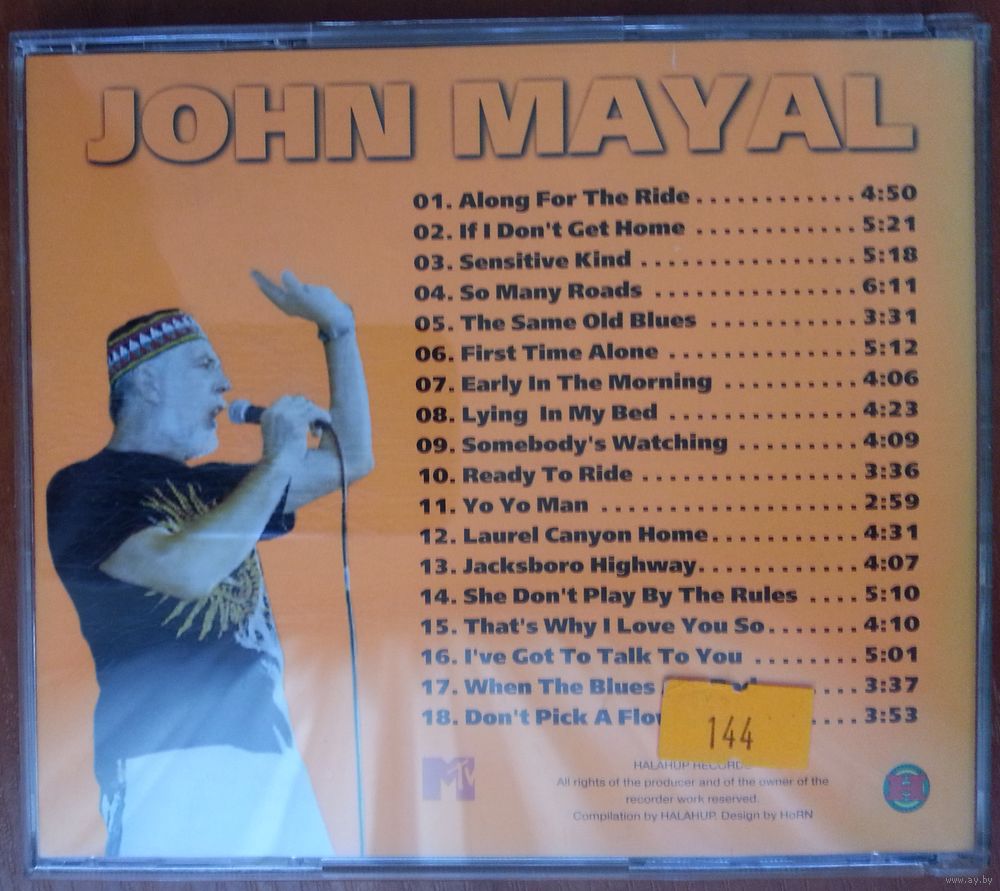 JOHN MAYAL
01. Along For The Ride ............ 4:50
02. If I Don't Get Home ............ 5:21
03. Sensitive Kind ............... 5:18
04. So Many Roads .............. 6:11
05. The Same Old Blues ........... 3:31
06. First Time Alone ............. 5:12
07. Early In The Morning .......... 4:06
08. Lying In My Bed ............. 4:23
09. Somebody's Watching ......... 4:09
10. Ready To Ride ............... 3:36
11. Yo Yo Man ................. 2:59
12. Laurel Canyon Home........... 4:31
13. Jacksboro Highway............ 4:07
14. She Don't Play By The Rules .... 5:10
15. That's Why I Love You So....... 4:10
16. I've Got To Talk To You ........ 5:01
17. When The Blues ... 3:37
18. Don't Pick A .... 3:53
144
MTV
HALAHUP RECORDS
All rights of the producer and of the owner of the
recorder work reserved.
Compilation by HALAHUP. Design by HoRN
H
www.ay.by